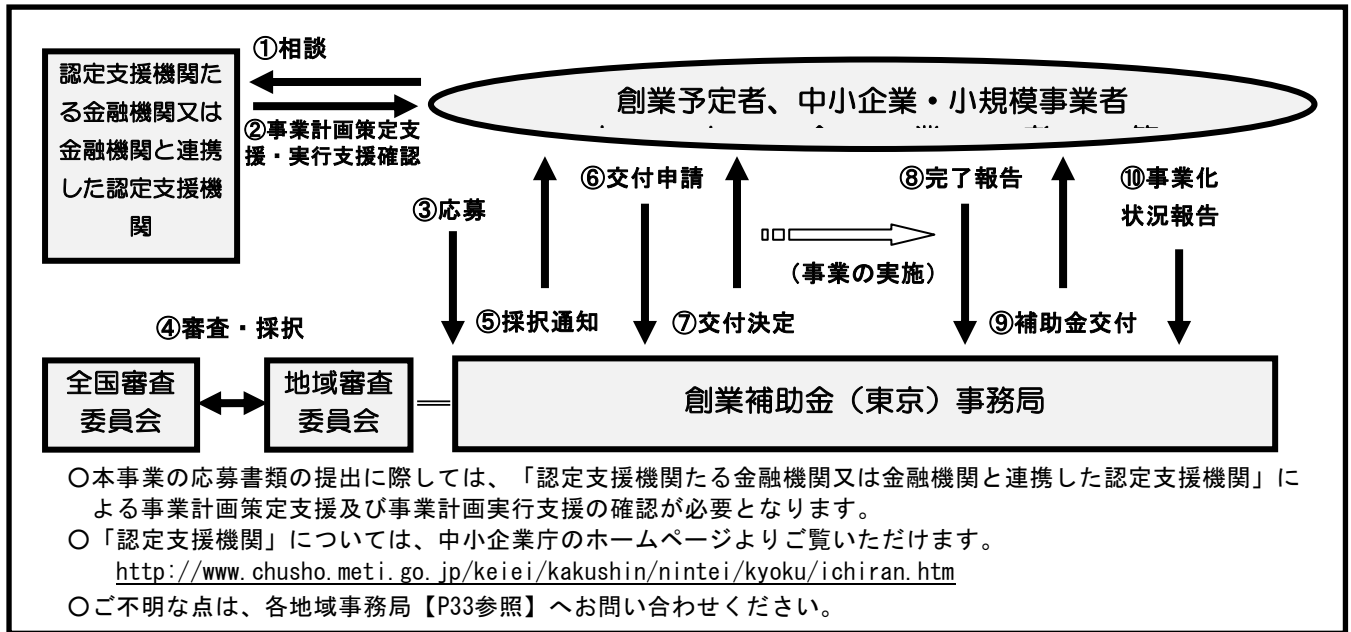 ①相談
認定支援機関た
る金融機関又は
金融機関と連携
した認定支援機
関
②事業計画策定支
援・実行支援確認
創業予定者、中小企業・小規模事業者
③応募
⑥交付申請
⑧完了報告
⑩事業化
状況報告
(事業の実施)
④審査・採択
⑤採択通知
⑦交付決定
⑨補助金交付
全国審査
委員会
地域審査
委員会
創業補助金(東京)事務局
○本事業の応募書類の提出に際しては、「認定支援機関たる金融機関又は金融機関と連携した認定支援機関」に
よる事業計画策定支援及び事業計画実行支援の確認が必要となります。
○「認定支援機関」については、中小企業庁のホームページよりご覧いただけます。
http://www.chusho.meti.go.jp/keiei/kakushin/nintei/kyoku/ichiran.htm
○ご不明な点は、各地域事務局【P33参照】へお問い合わせください。